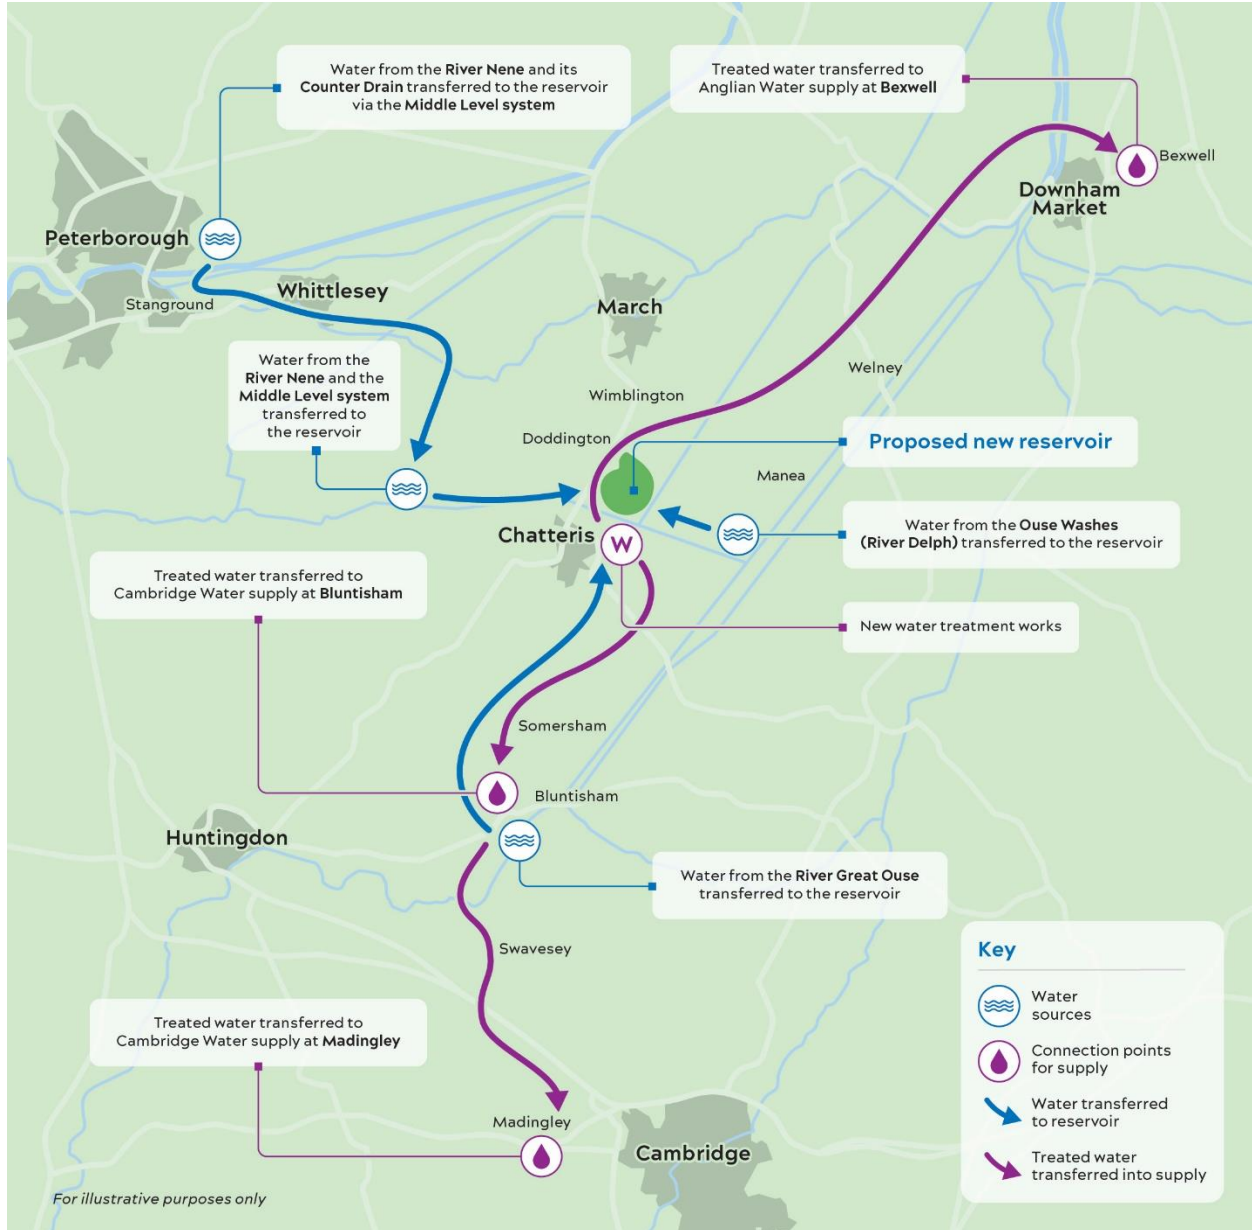 Water from the River Nene and its
Counter Drain transferred to the reservoir
via the Middle Level system
Treated water transferred to
Anglian Water supply at Bexwell
Bexwell
Downham
Market
Peterborough
Stanground
Whittlesey
March
Water from the
River Nene and the
Middle Level system
transferred to
the reservoir
Welney
Wimblington
Doddington
Proposed new reservoir
Manea
Chatteris
W
Water from the Ouse Washes
(River Delph) transferred to the reservoir
Treated water transferred to
Cambridge Water supply at Bluntisham
New water treatment works
Somersham
Bluntisham
Huntingdon
Water from the River Great Ouse
transferred to the reservoir
Swavesey
Treated water transferred to
Cambridge Water supply at Madingley
Madingley
Cambridge
Key
Water
sources
Connection points
for supply
Water transferred
to reservoir
Treated water
transferred into supply
For illustrative purposes only